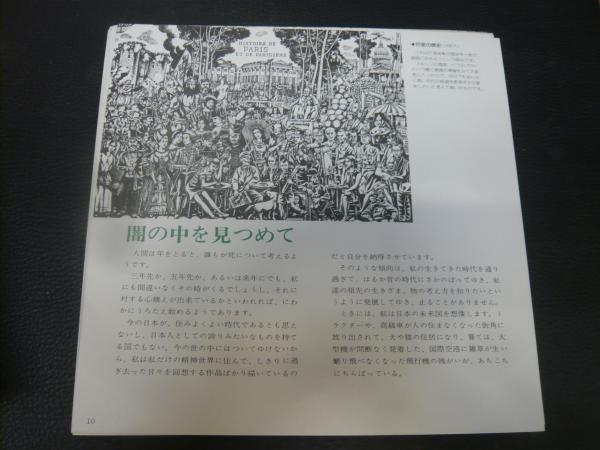 HISTOIRE DE
PARIS
ET DE PARISIENS
闇の中を見つめて
人間は年をとると、誰もが死について考えるよ
うです。
三年先か、五年先か、あるいは来年にでも、私
にも間違いなくその時がくるでしょうし、それに
対する心構えが出来ているかといわれれば、にわ
かにうろたえ始めるようであります。
今の日本が、住みよくよい時代であるとも思え
ないし、日本人としての誇りみたいなものを持て
る国でもない。今の世の中にはついてゆけないか
ら、私は私だけの精神世界に住んで、しきりに過
ぎ去った日々を回想する作品ばかり描いているの
だと自分を納得させています。
そのような傾向は、私の生きてきた時代を通り
過ぎて、はるか昔の時代にさかのぼってゆき、私
達の祖先の生きざま、物の考え方を知りたいとい
うように発展してゆき、止ることがありません。
ときには、私は日本の未来図を想像します。ト
ラクターや、高級車が人の住まなくなった街角に
放り出されて、犬や猫の住居になり、嘗ては、大
型機が間断なく発着した、国際空港に雑草が生い
繁り飛べなくなった飛行機の残がいが、あちこち
にちらばっている。
10